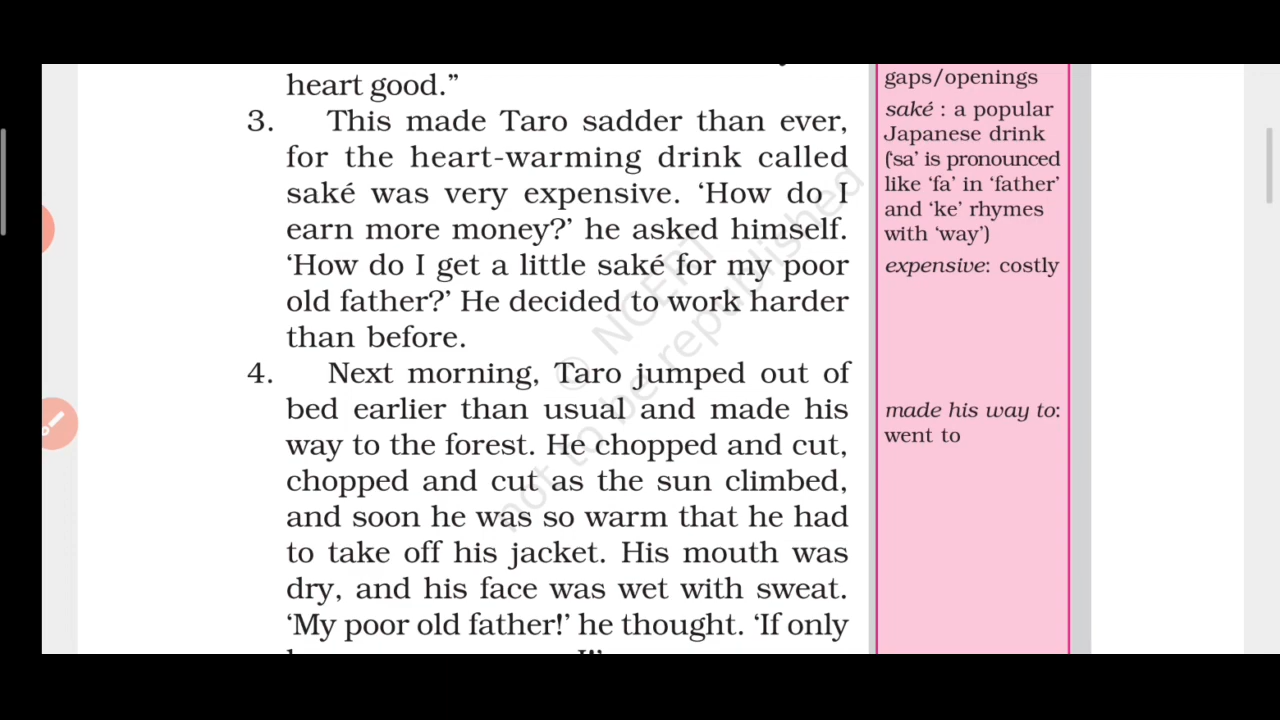 heart good.”
3. This made Taro sadder than ever,
for the heart-warming drink called
saké was very expensive. ‘How do I
earn more money?’ he asked himself.
‘How do I get a little saké for my poor
old father?’ He decided to work harder
than before.
4. Next morning, Taro jumped out of
bed earlier than usual and made his
way to the forest. He chopped and cut,
chopped and cut as the sun climbed,
and soon he was so warm that he had
to take off his jacket. His mouth was
dry, and his face was wet with sweat.
‘My poor old father!’ he thought. ‘If only
gaps/openings
saké : a popular
Japanese drink
(‘sa’ is pronounced
like ‘fa’ in ‘father’
and ‘ke’ rhymes
with ‘way’)
expensive: costly
made his way to:
went to
© NCERT
not to be republished